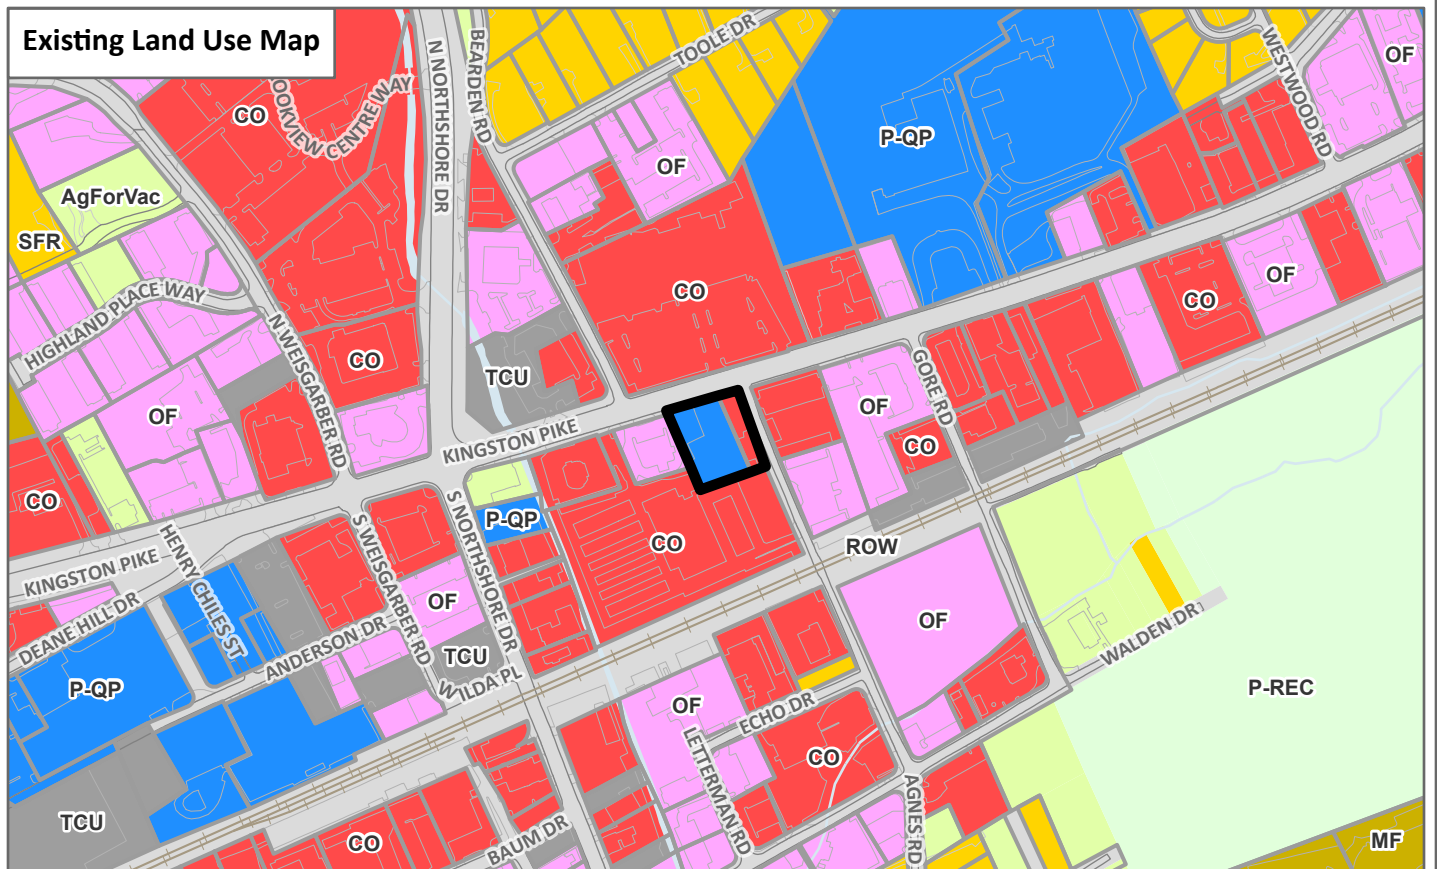 Existing Land Use Map
OOKVIEW CENTRE WAY
N NORTHSHORE DR
BEARDEN RD
TOOLE DR
WESTWOOD RD
OF
CO
P-QP
OF
AgForVac
SFR
OF
CO
CO
HIGHLAND PLACE WAY
N WEISGARBER RD
CO
TCU
OF
OF
GORE RD
CO
KINGSTON PIKE
CO
P-QP
S NORTHSHORE DR
CO
ROW
HENRY CHILES ST
S WEISGARBER RD
KINGSTON PIKE
DEANE HILL DR
OF
ANDERSON DR
OF
WALDEN DR
TCU
WILDA PL
P-QP
P-REC
OF
ECHO DR
LETTERMAN RD
CO
AGNES RD
TCU
CO
BAUM DR
MF